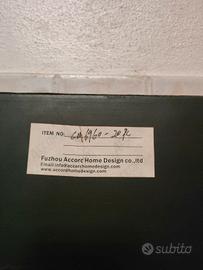 ITEM NO:
Fuzhou Accord Home Design co.,ltd
Email:info@accordhomedesign.com
www.accordhomedesign.com
subito